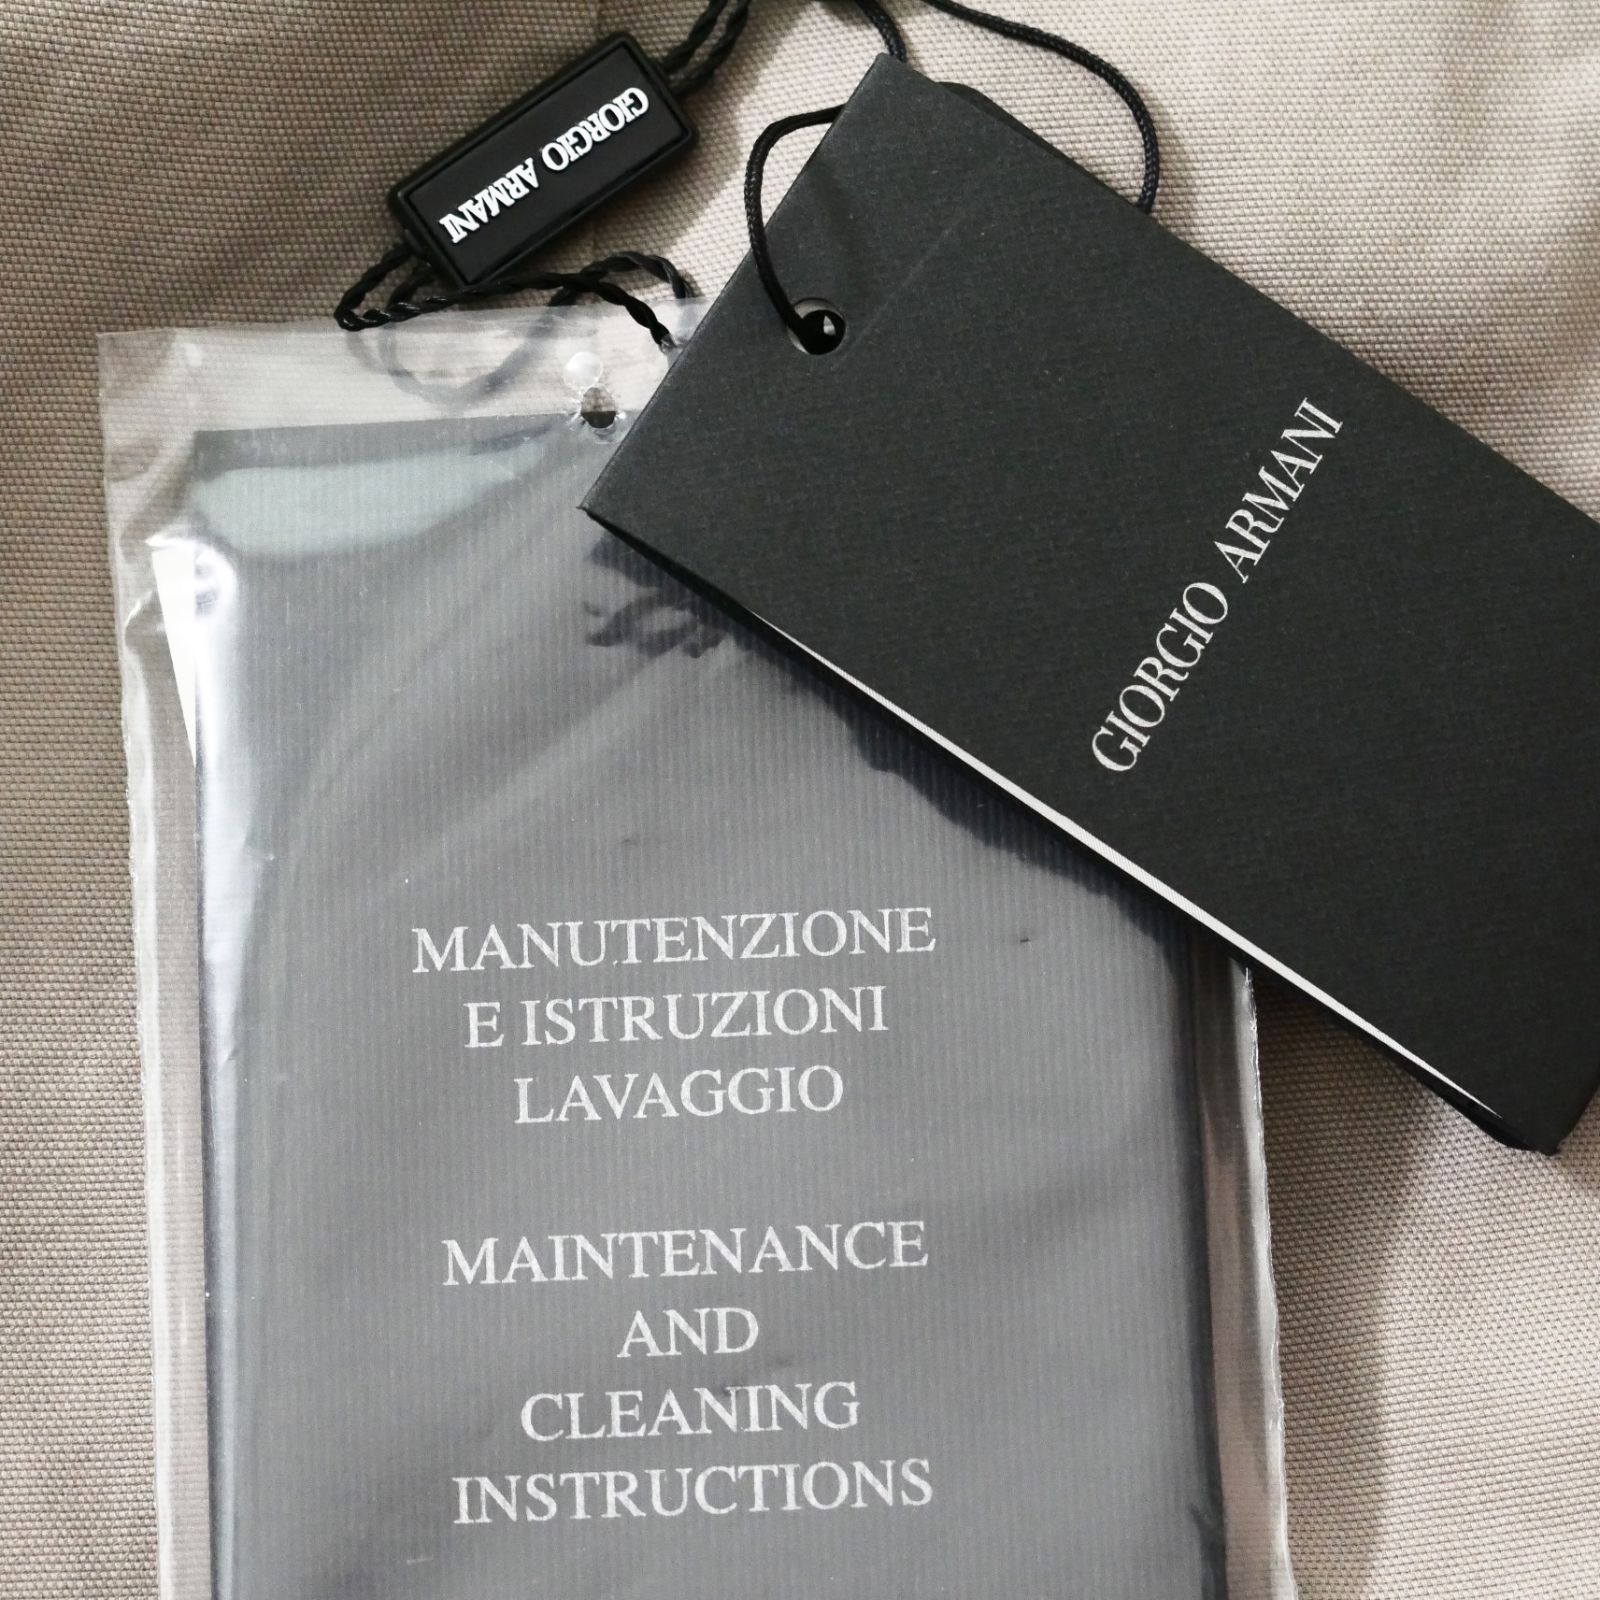 GIORGIO ARMANI
GIORGIO ARMANI
MANUTENZIONE
E ISTRUZIONI
LAVAGGIO
MAINTENANCE
AND
CLEANING
INSTRUCTIONS